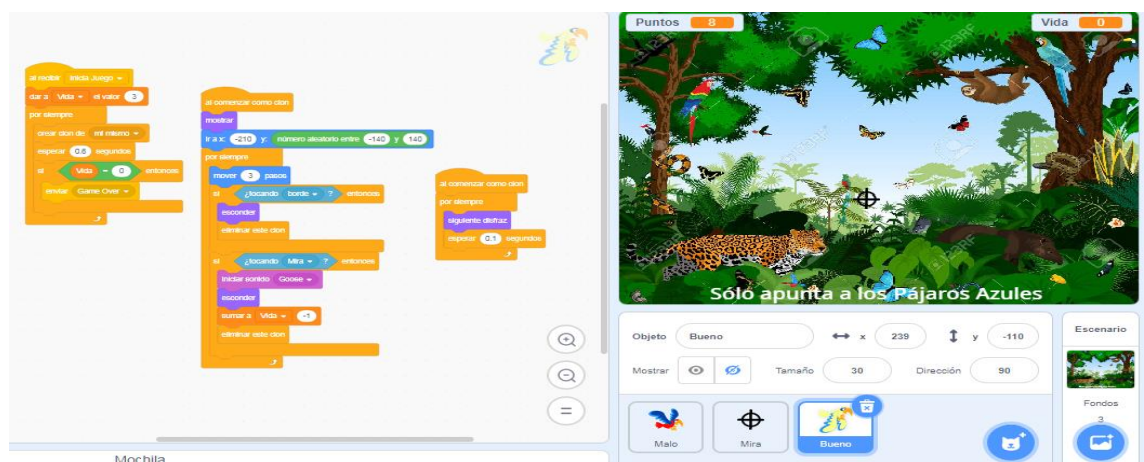 al recibir Inicia Juego
dar a Vida el valor 3
por siempre
crear clon de mí mismo
esperar 0.6 segundos
si Vida = 0 entonces
enviar Game Over
al comenzar como clon
mostrar
ir a x: -210 y: número aleatorio entre -140 y 140
por siempre
mover 3 pasos
si ¿tocando borde ? entonces
esconder
eliminar este clon
si ¿tocando Mira ? entonces
iniciar sonido Goose
esconder
sumar a Vida -1
eliminar este clon
al comenzar como clon
por siempre
siguiente disfraz
esperar 0.1 segundos
Mochila
Puntos 8
Vida 0
Sólo apunta a los Pájaros Azules
Objeto Bueno x 239 y -110
Mostrar Tamaño 30 Dirección 90
Malo
Mira
Bueno
Escenario
Fondos
3